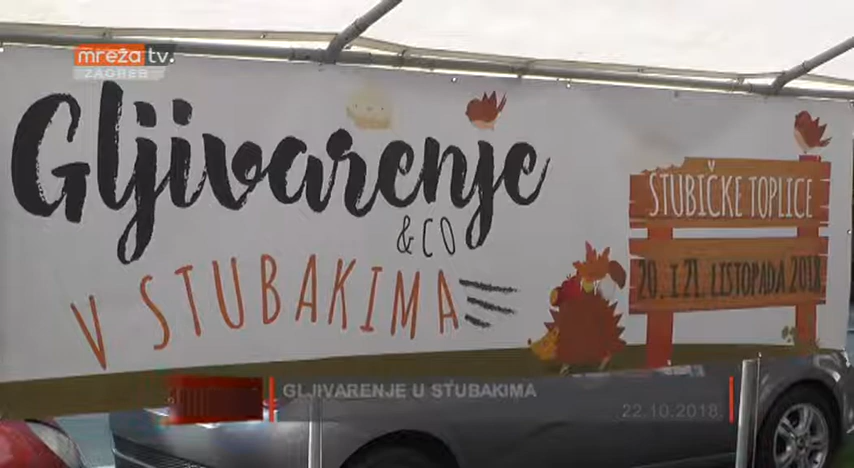 mreža tv.
ZAGREB
Gljivarenje
& CO
V STUBAKIMA
STUBIČKE TOPLICE
20. I 21. LISTOPADA 2018.
GLJIVARENJE U STUBAKIMA
22.10.2018.